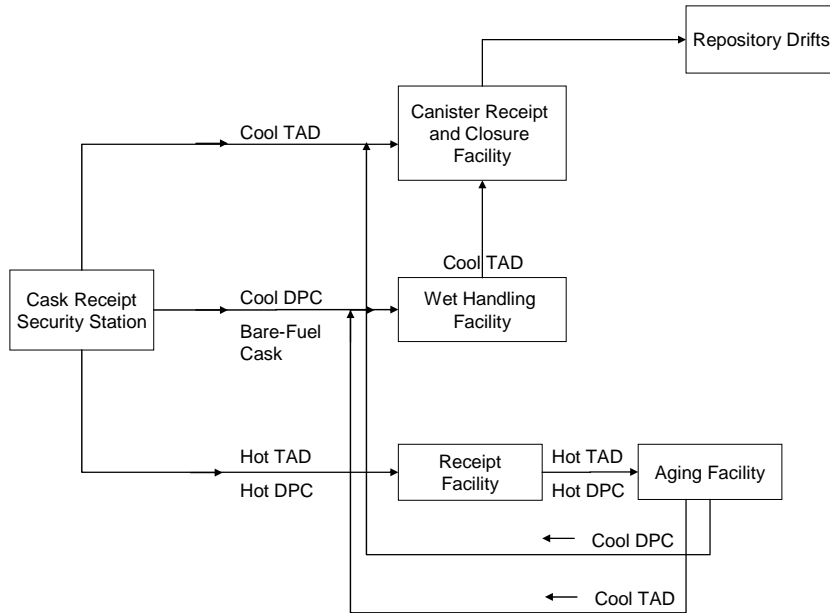 Repository Drifts
Canister Receipt
and Closure
Facility
Cool TAD
Cool TAD
Cask Receipt
Security Station
Cool DPC
Bare-Fuel
Cask
Wet Handling
Facility
Hot TAD
Hot DPC
Receipt
Facility
Hot TAD
Hot DPC
Aging Facility
Cool DPC
Cool TAD